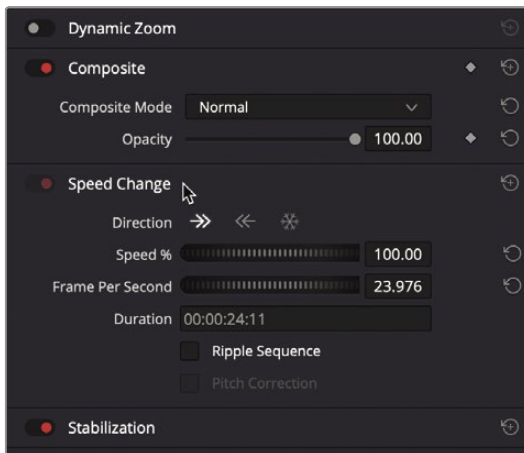 Dynamic Zoom
Composite
Composite Mode Normal
Opacity 100.00
Speed Change
Direction
Speed % 100.00
Frame Per Second 23.976
Duration 00:00:24:11
Ripple Sequence
Pitch Correction
Stabilization